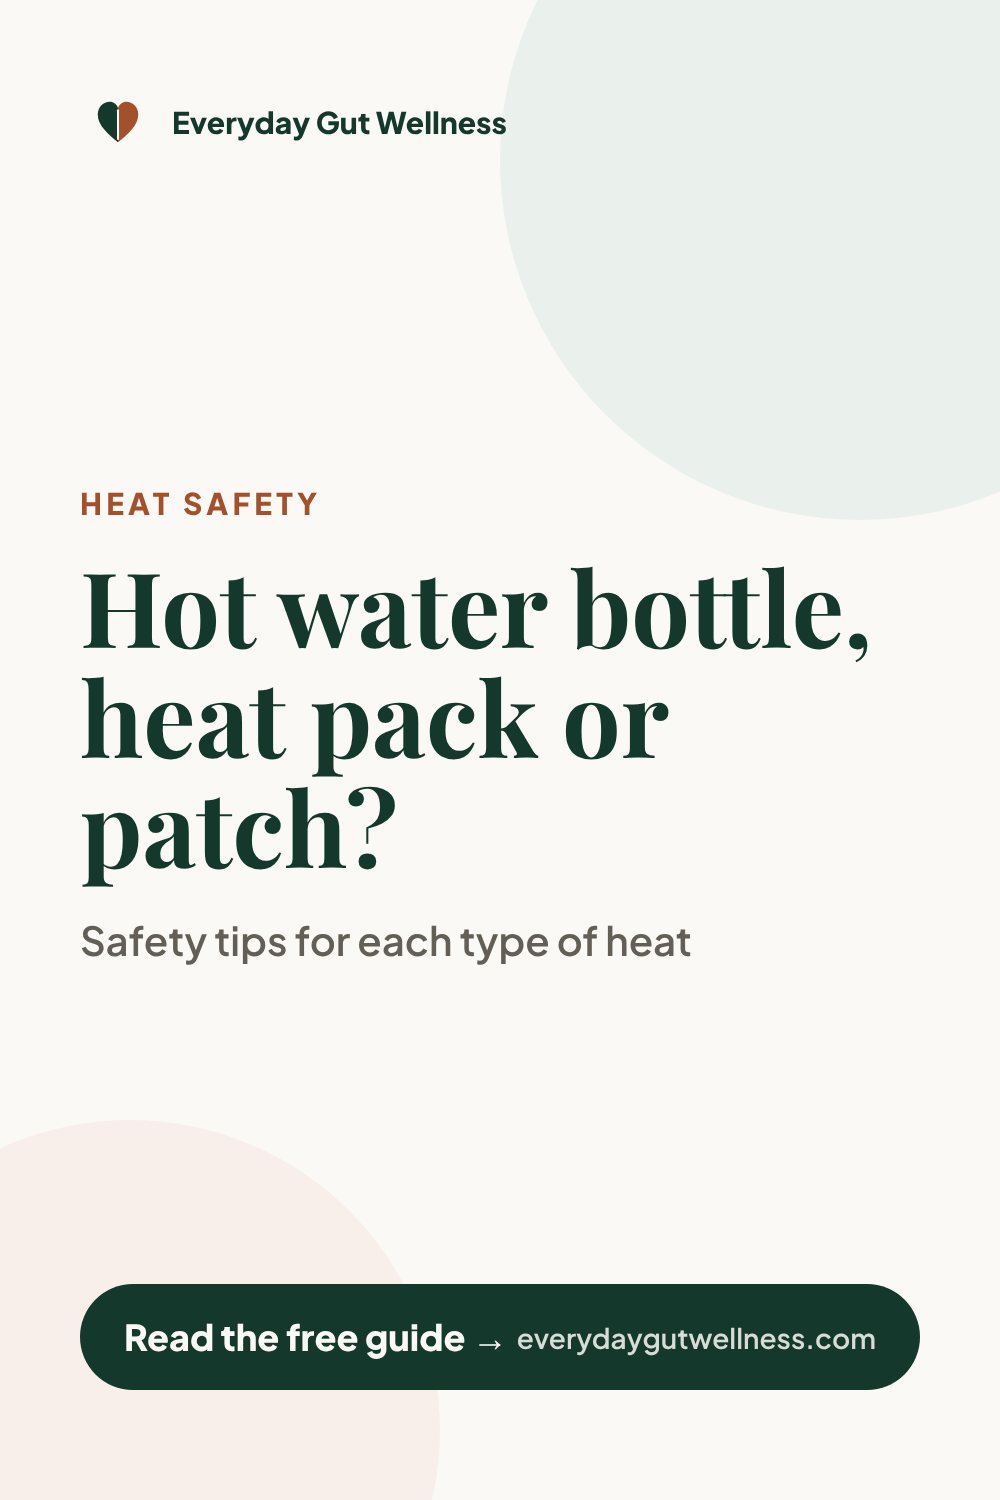 Everyday Gut Wellness
HEAT SAFETY
Hot water bottle,
heat pack or
patch?
Safety tips for each type of heat
Read the free guide → everydaygutwellness.com